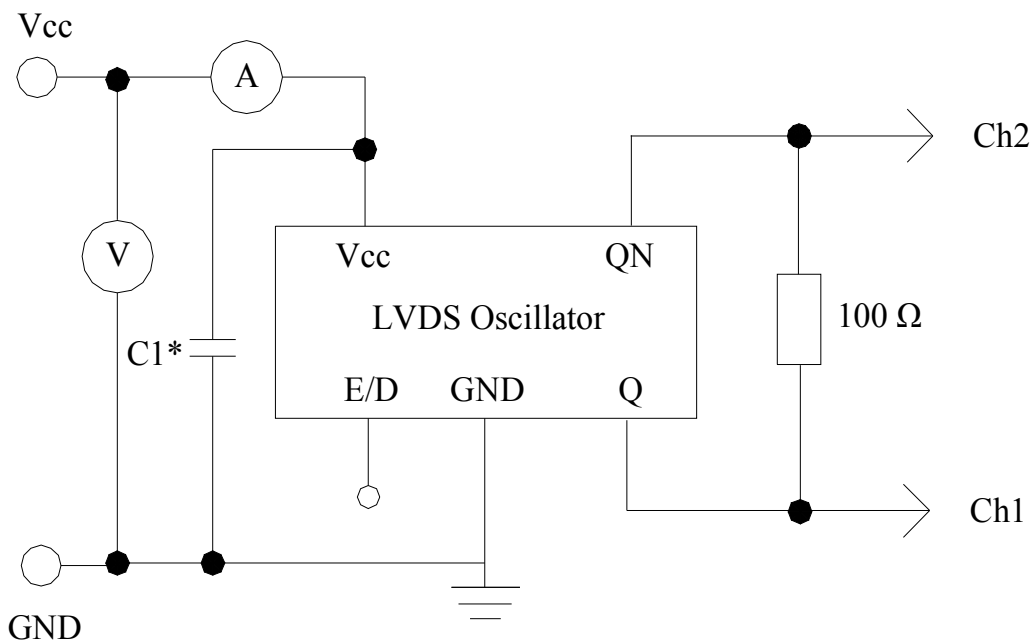 Vcc
A
Ch2
V
Vcc
QN
LVDS Oscillator
100 Ω
C1*
E/D
GND
Q
Ch1
GND